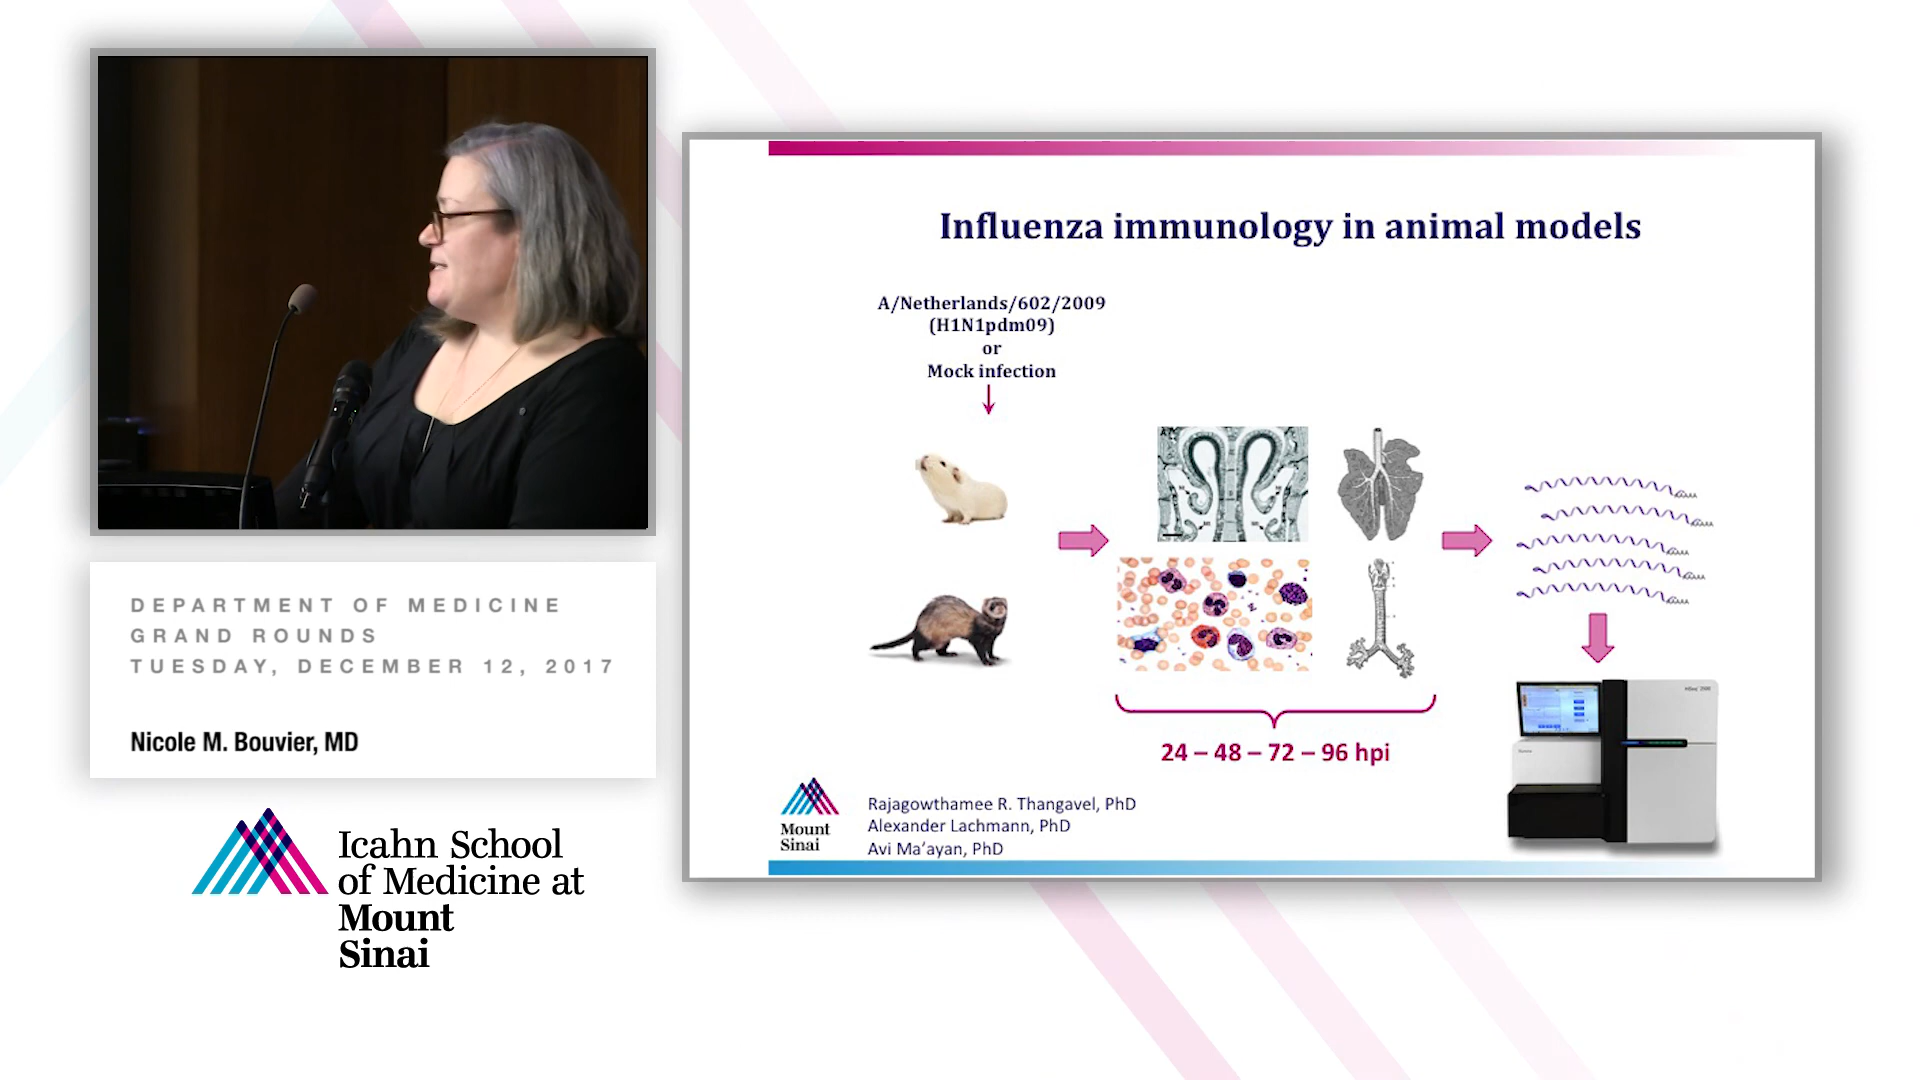 DEPARTMENT OF MEDICINE
GRAND ROUNDS
TUESDAY, DECEMBER 12, 2017
Nicole M. Bouvier, MD
Icahn School
of Medicine at
Mount
Sinai
Influenza immunology in animal models
A/Netherlands/602/2009
(H1N1pdm09)
or
Mock infection
24 – 48 – 72 – 96 hpi
Mount
Sinai
Rajagowthamee R. Thangavel, PhD
Alexander Lachmann, PhD
Avi Ma’ayan, PhD